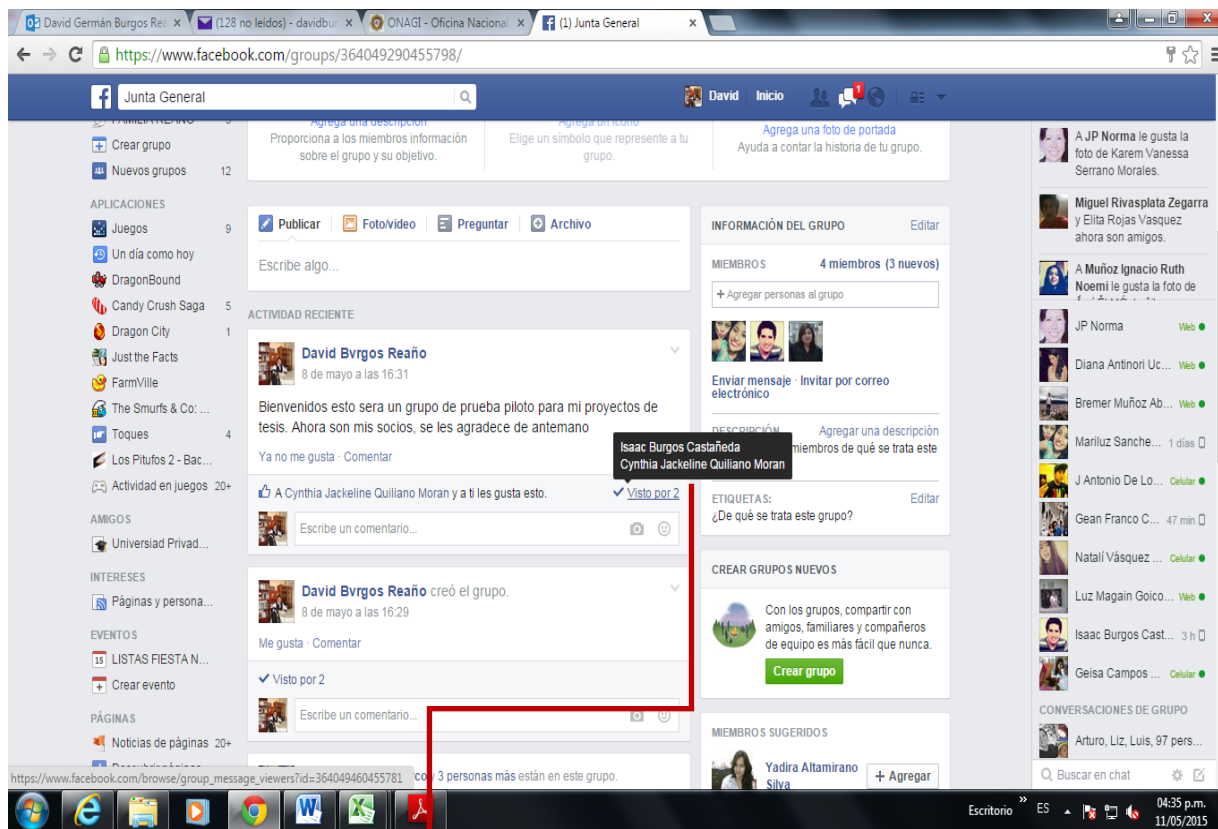 David Germán Burgos Rea
(128 no leídos) - davidbur
ONAGI - Oficina Nacional
(1) Junta General
https://www.facebook.com/groups/364049290455798/
Junta General
David Inicio
1
FAMILIA REAÑO
Crear grupo
Nuevos grupos 12
APLICACIONES
Juegos 9
Un día como hoy
DragonBound
Candy Crush Saga 5
Dragon City 1
Just the Facts
FarmVille
The Smurfs & Co: ...
Toques 4
Los Pitufos 2 - Bac...
Actividad en juegos 20+
AMIGOS
Universiad Privad...
INTERESES
Páginas y persona...
EVENTOS
15 LISTAS FIESTA N...
Crear evento
PÁGINAS
Noticias de páginas 20+
Agrega una descripción
Proporciona a los miembros información
sobre el grupo y su objetivo.
Agrega un ícono
Elige un símbolo que represente a tu
grupo.
Agrega una foto de portada
Ayuda a contar la historia de tu grupo.
Publicar Foto/video Preguntar Archivo
Escribe algo...
ACTIVIDAD RECIENTE
David Bvrgos Reaño
8 de mayo a las 16:31
Bienvenidos esto sera un grupo de prueba piloto para mi proyectos de
tesis. Ahora son mis socios, se les agradece de antemano
Ya no me gusta · Comentar
Isaac Burgos Castañeda
Cynthia Jackeline Quiliano Moran
A Cynthia Jackeline Quiliano Moran y a ti les gusta esto.
Visto por 2
Escribe un comentario...
David Bvrgos Reaño creó el grupo.
8 de mayo a las 16:29
Me gusta · Comentar
Visto por 2
Escribe un comentario...
y 3 personas más están en este grupo.
INFORMACIÓN DEL GRUPO Editar
MIEMBROS 4 miembros (3 nuevos)
+ Agregar personas al grupo
Enviar mensaje · Invitar por correo
electrónico
DESCRIPCIÓN Agregar una descripción
miembros de qué se trata este
ETIQUETAS: Editar
¿De qué se trata este grupo?
CREAR GRUPOS NUEVOS
Con los grupos, compartir con
amigos, familiares y compañeros
de equipo es más fácil que nunca.
Crear grupo
MIEMBROS SUGERIDOS
Yadira Altamirano
Silva
+ Agregar
A JP Norma le gusta la
foto de Karem Vanessa
Serrano Morales.
Miguel Rivasplata Zegarra
y Elita Rojas Vasquez
ahora son amigos.
A Muñoz Ignacio Ruth
Noemi le gusta la foto de
JP Norma Web
Diana Antinori Uc... Web
Bremer Muñoz Ab... Web
Mariluz Sanche... 1 días
J Antonio De Lo... Celular
Gean Franco C... 47 min
Natalí Vásquez ... Celular
Luz Magain Goico... Web
Isaac Burgos Cast... 3 h
Geisa Campos ... Celular
CONVERSACIONES DE GRUPO
Arturo, Liz, Luis, 97 pers...
Buscar en chat
https://www.facebook.com/browse/group_message_viewers?id=364049460455781
Escritorio » ES 04:35 p.m.
11/05/2015